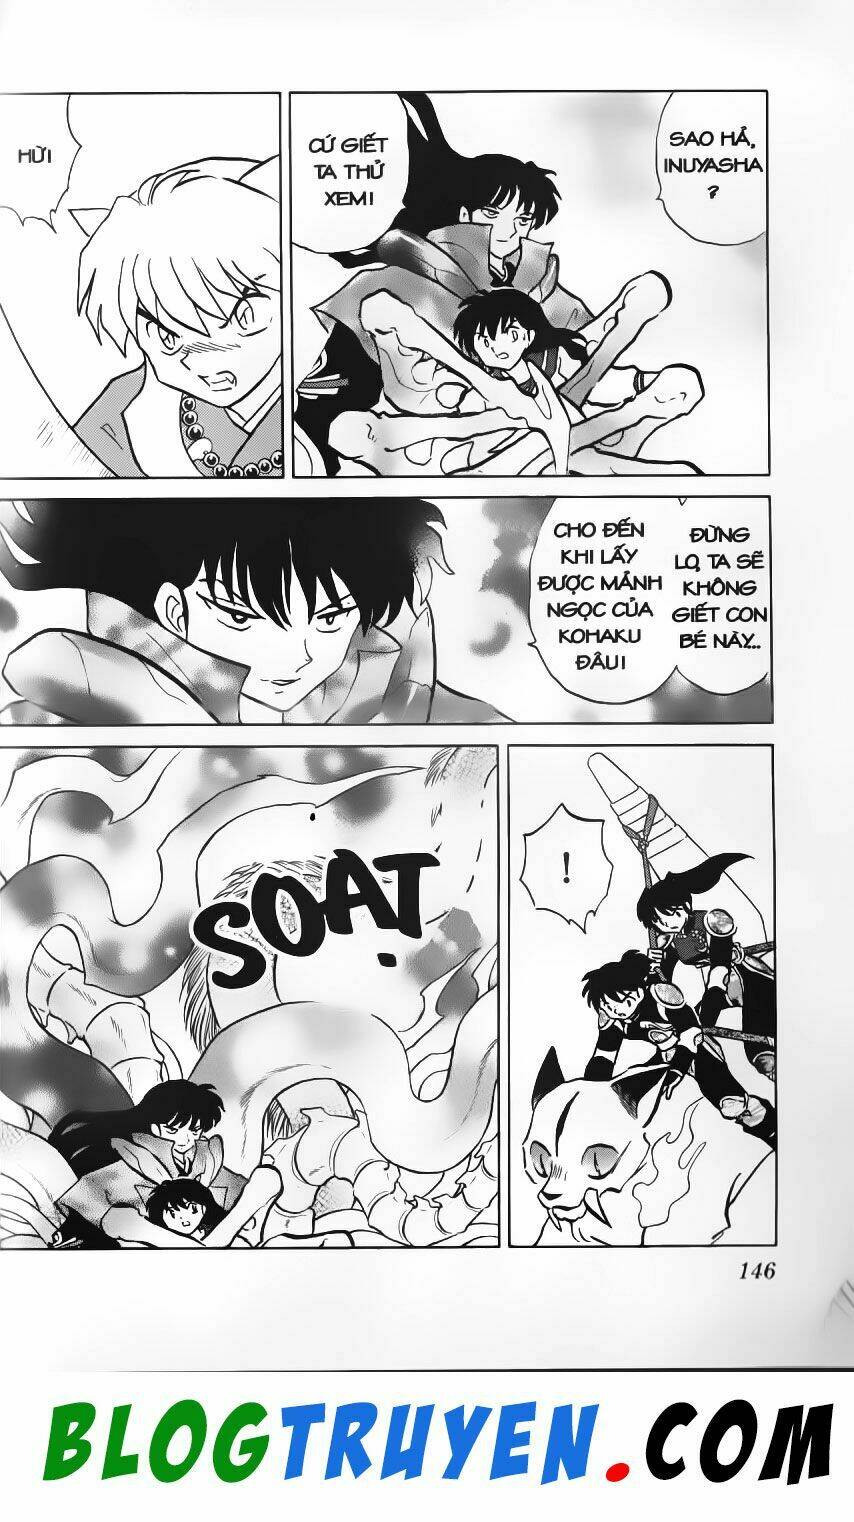 SAO HẢ,
INUYASHA
?
CỨ GIẾT
TA THỬ
XEM!
HỪ!
ĐỪNG
LO, TA SẼ
KHÔNG
GIẾT CON
BÉ NÀY...
CHO ĐẾN
KHI LẤY
ĐƯỢC MẢNH
NGỌC CỦA
KOHAKU
ĐÂU!
!
SOẠT
146
BLOGTRUYEN.COM